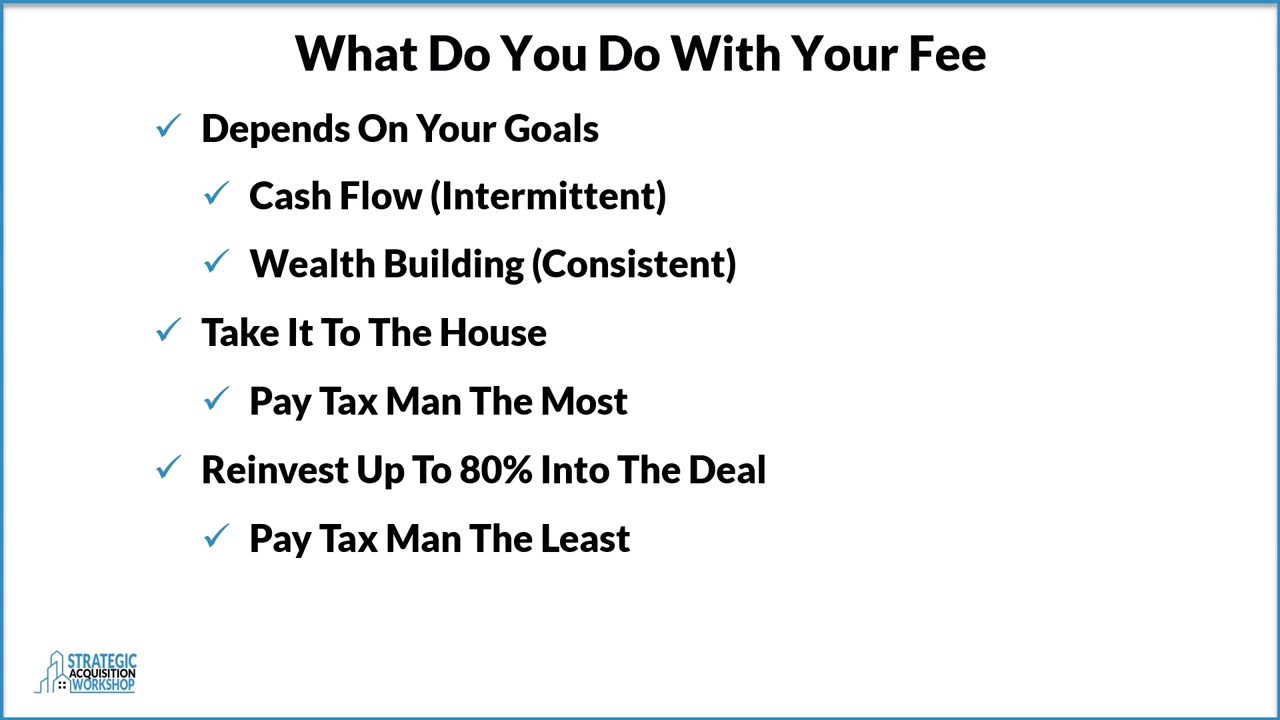 What Do You Do With Your Fee
Depends On Your Goals
Cash Flow (Intermittent)
Wealth Building (Consistent)
Take It To The House
Pay Tax Man The Most
Reinvest Up To 80% Into The Deal
Pay Tax Man The Least
STRATEGIC
ACQUISITION
WORKSHOP